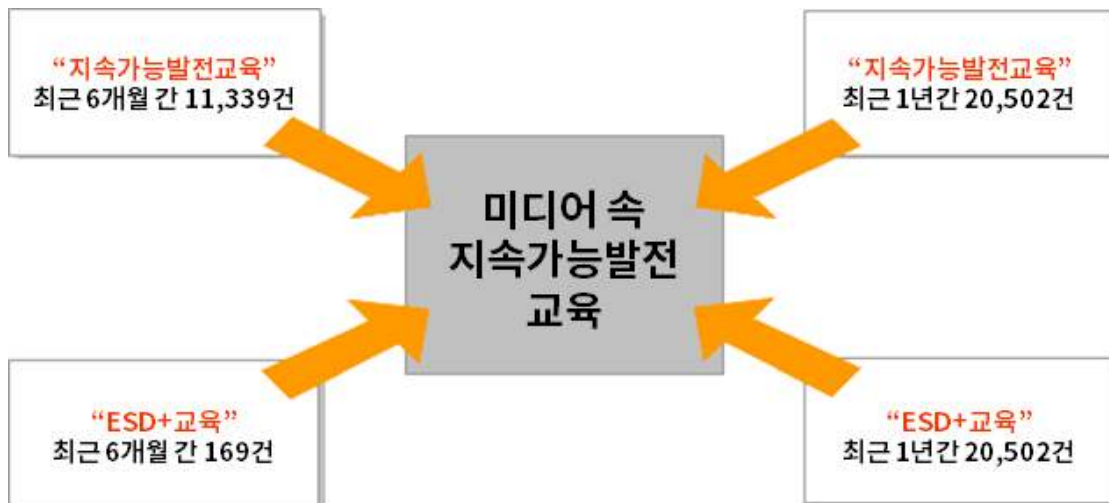 “지속가능발전교육”
최근 6개월 간 11,339건
“지속가능발전교육”
최근 1년간 20,502건
미디어 속
지속가능발전
교육
“ESD+교육”
최근 6개월 간 169건
“ESD+교육”
최근 1년간 20,502건